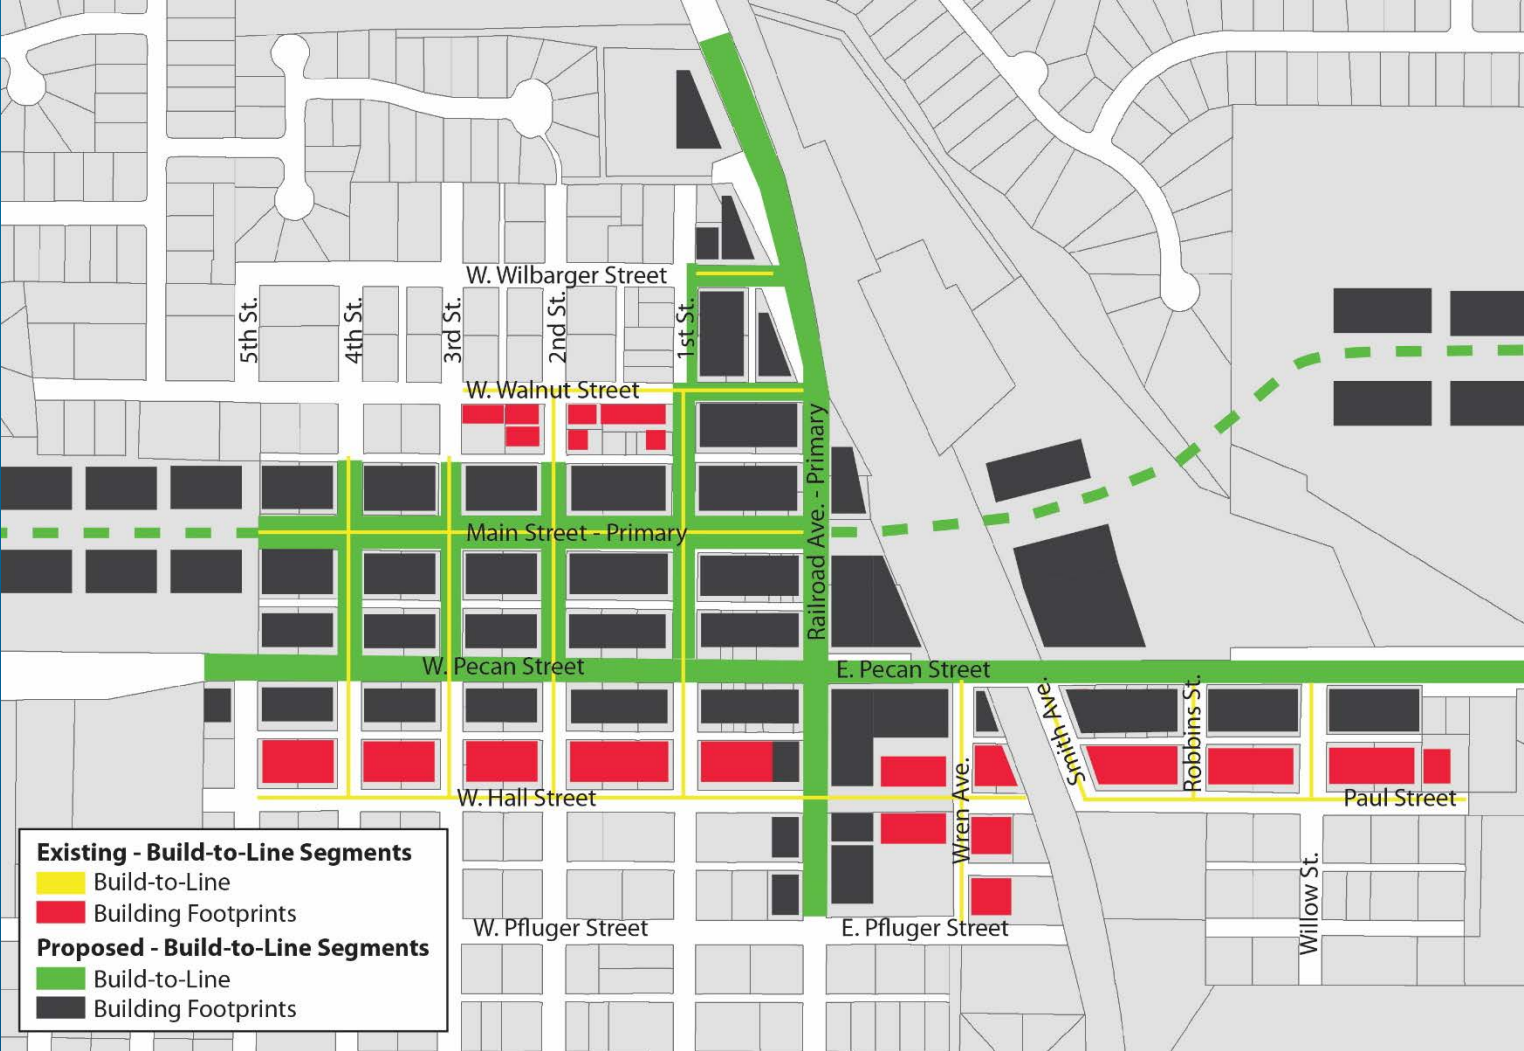 W. Wilbarger Street
5th St.
4th St.
3rd St.
2nd St.
1st St.
W. Walnut Street
Railroad Ave. - Primary
Main Street - Primary
W. Pecan Street
E. Pecan Street
Smith Ave.
Robbins St.
Wren Ave.
W. Hall Street
Paul Street
Willow St.
W. Pfluger Street
E. Pfluger Street
Existing - Build-to-Line Segments
Build-to-Line
Building Footprints
Proposed - Build-to-Line Segments
Build-to-Line
Building Footprints